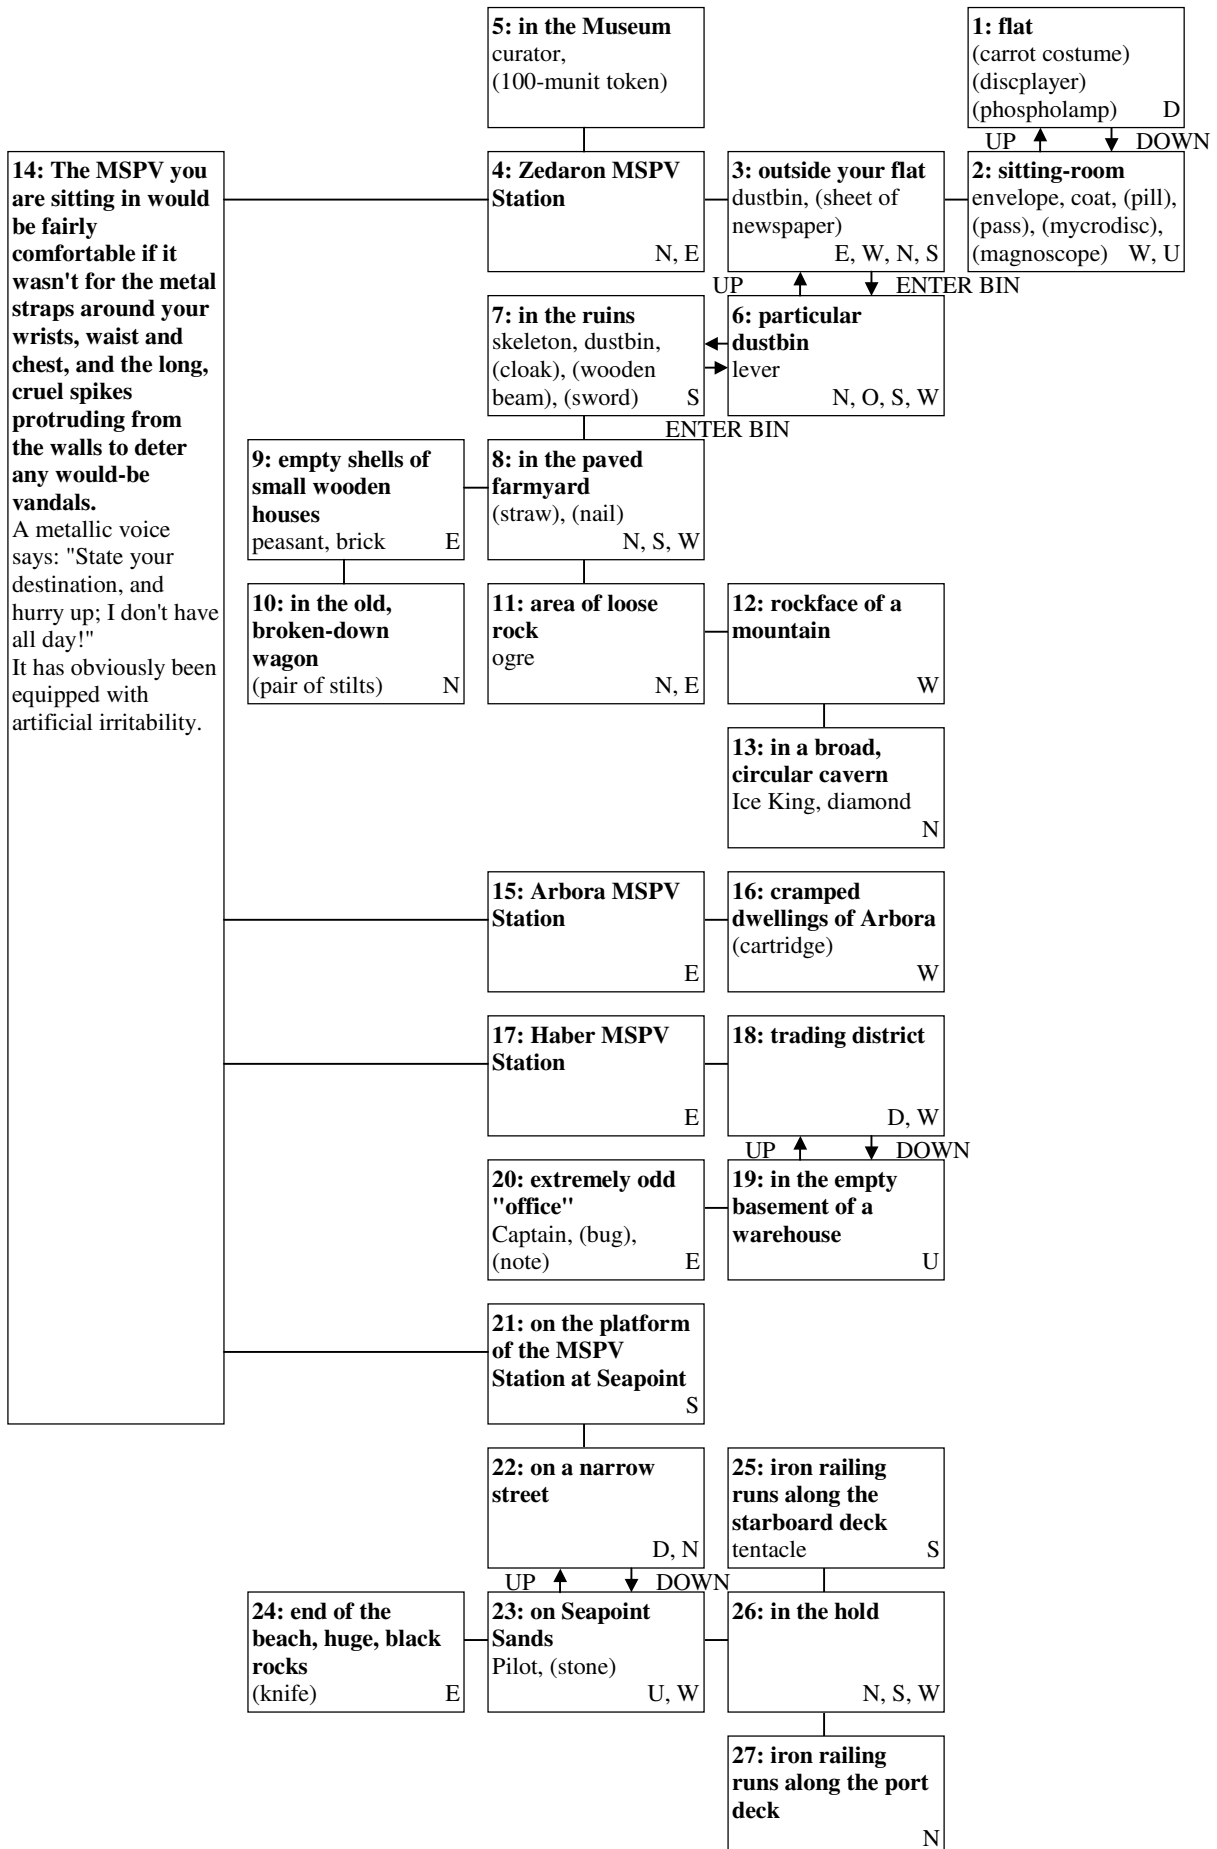 5: in the Museum
curator,
(100-munit token)
1: flat
(carrot costume)
(discplayer)
(phospholamp) D
UP DOWN
14: The MSPV you
are sitting in would
be fairly
comfortable if it
wasn't for the metal
straps around your
wrists, waist and
chest, and the long,
cruel spikes
protruding from
the walls to deter
any would-be
vandals.
A metallic voice
says: "State your
destination, and
hurry up; I don't have
all day!"
It has obviously been
equipped with
artificial irritability.
4: Zedaron MSPV
Station
N, E
3: outside your flat
dustbin, (sheet of
newspaper)
E, W, N, S
2: sitting-room
envelope, coat, (pill),
(pass), (mycrodisc),
(magnoscope) W, U
UP ENTER BIN
7: in the ruins
skeleton, dustbin,
(cloak), (wooden
beam), (sword) S
6: particular
dustbin
lever
N, O, S, W
ENTER BIN
9: empty shells of
small wooden
houses
peasant, brick E
8: in the paved
farmyard
(straw), (nail)
N, S, W
10: in the old,
broken-down
wagon
(pair of stilts) N
11: area of loose
rock
ogre
N, E
12: rockface of a
mountain
W
13: in a broad,
circular cavern
Ice King, diamond
N
15: Arbora MSPV
Station
E
16: cramped
dwellings of Arbora
(cartridge)
W
17: Haber MSPV
Station
E
18: trading district
D, W
UP DOWN
20: extremely odd
"office"
Captain, (bug),
(note) E
19: in the empty
basement of a
warehouse
U
21: on the platform
of the MSPV
Station at Seapoint
S
22: on a narrow
street
D, N
25: iron railing
runs along the
starboard deck
tentacle S
UP DOWN
24: end of the
beach, huge, black
rocks
(knife) E
23: on Seapoint
Sands
Pilot, (stone)
U, W
26: in the hold
N, S, W
27: iron railing
runs along the port
deck
N